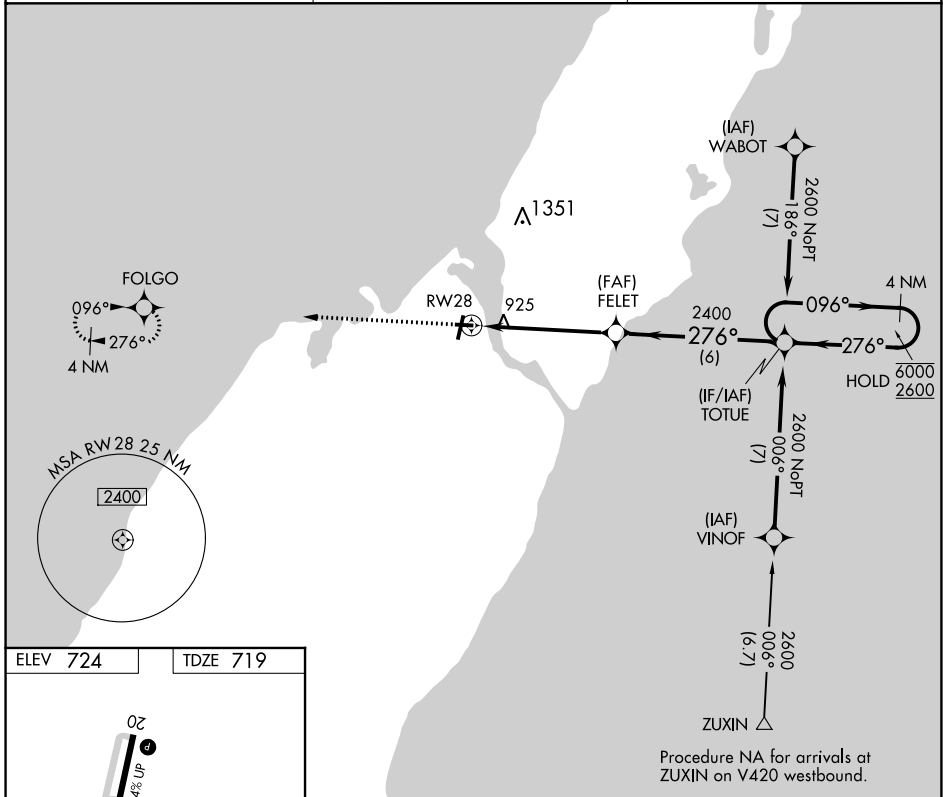 (IAF)
WABOT
2600 NoPT
186°
(7)
1351
FOLGO
096°
276°
4 NM
RW28
925
(FAF)
FELET
2400
276°
(6)
096°
4 NM
276°
HOLD
6000
2600
(IF/IAF)
TOTUE
2600 NoPT
006°
(7)
MSA RW28 25 NM
2400
(IAF)
VINOF
2600
006°
(6.7)
ZUXIN
Procedure NA for arrivals at
ZUXIN on V420 westbound.
ELEV 724
TDZE 719
20
P
4% UP